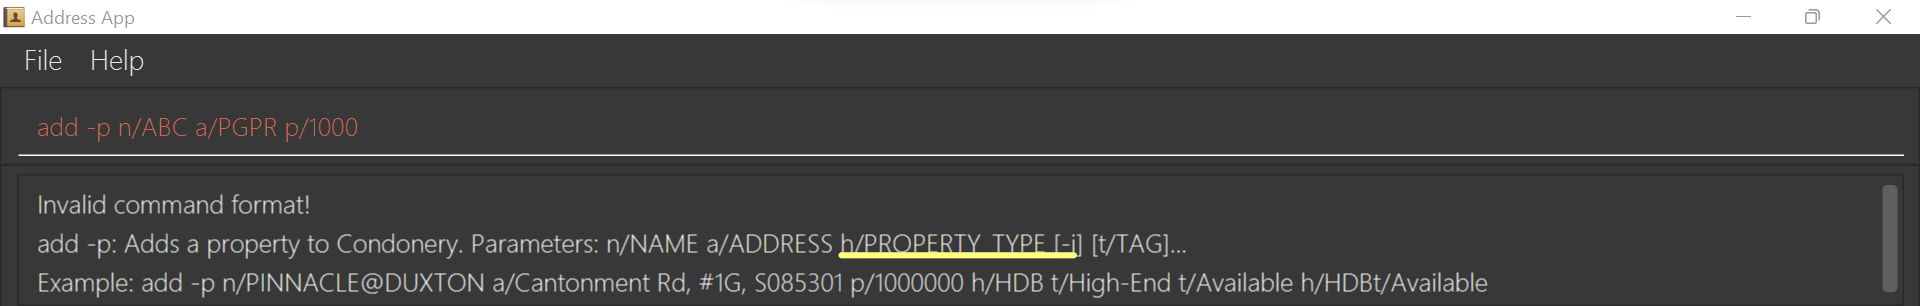 Address App
File Help
add -p n/ABC a/PGPR p/1000
Invalid command format!
add -p: Adds a property to Condonery. Parameters: n/NAME a/ADDRESS h/PROPERTY_TYPE [-i] [t/TAG]...
Example: add -p n/PINNACLE@DUXTON a/Cantonment Rd, #1G, S085301 p/1000000 h/HDB t/High-End t/Available h/HDBt/Available